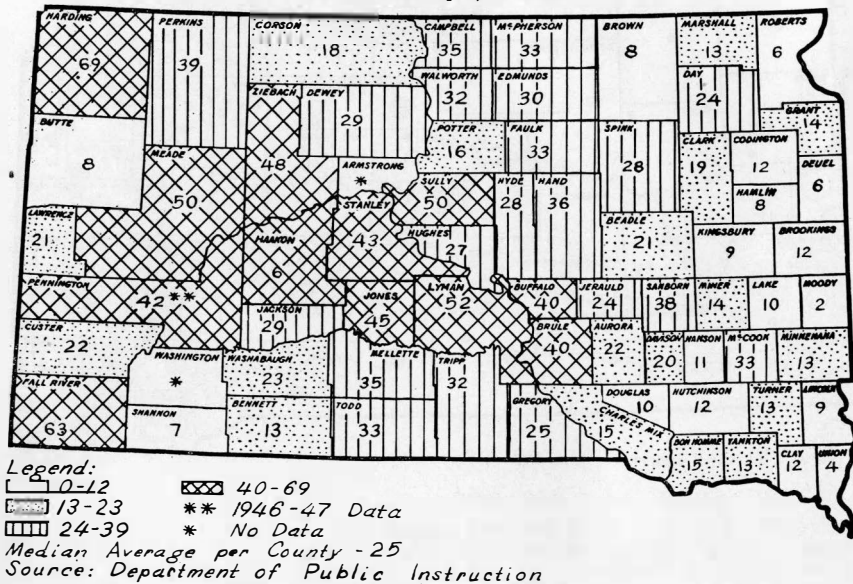 HARDING PERKINS CORSON CAMPBELL McPHERSON BROWN MARSHALL ROBERTS
69 39 18 35 33 8 13 6
WALWORTH EDMUNDS DAY
32 30 24
ZIEBACH DEWEY GRANT
48 29 14
BUTTE POTTER FAULK SPINK CLARK CODINGTON DEUEL
8 16 33 28 19 12 6
MEADE ARMSTRONG SULLY HYDE HAND HAMLIN
50 * 50 28 36 8
LAWRENCE STANLEY HUGHES BEADLE KINGSBURY BROOKINGS
21 43 27 21 9 12
HAAKON
6
PENNINGTON JONES LYMAN BUFFALO JERAULD SANBORN MINER LAKE MOODY
42 ** 45 52 40 24 38 14 10 2
JACKSON
29
CUSTER BRULE AURORA DAVISON HANSON McCOOK MINNEHAHA
22 40 22 20 11 33 13
WASHINGTON WASHABAUGH MELLETTE TRIPP
* 23 35 32
FALL RIVER SHANNON BENNETT TODD GREGORY CHARLES MIX DOUGLAS HUTCHINSON TURNER LINCOLN
63 7 13 33 25 15 10 12 13 9
BON HOMME YANKTON CLAY UNION
15 13 12 4
Legend:
0-12 40-69
13-23 ** 1946-47 Data
24-39 * No Data
Median Average per County - 25
Source: Department of Public Instruction